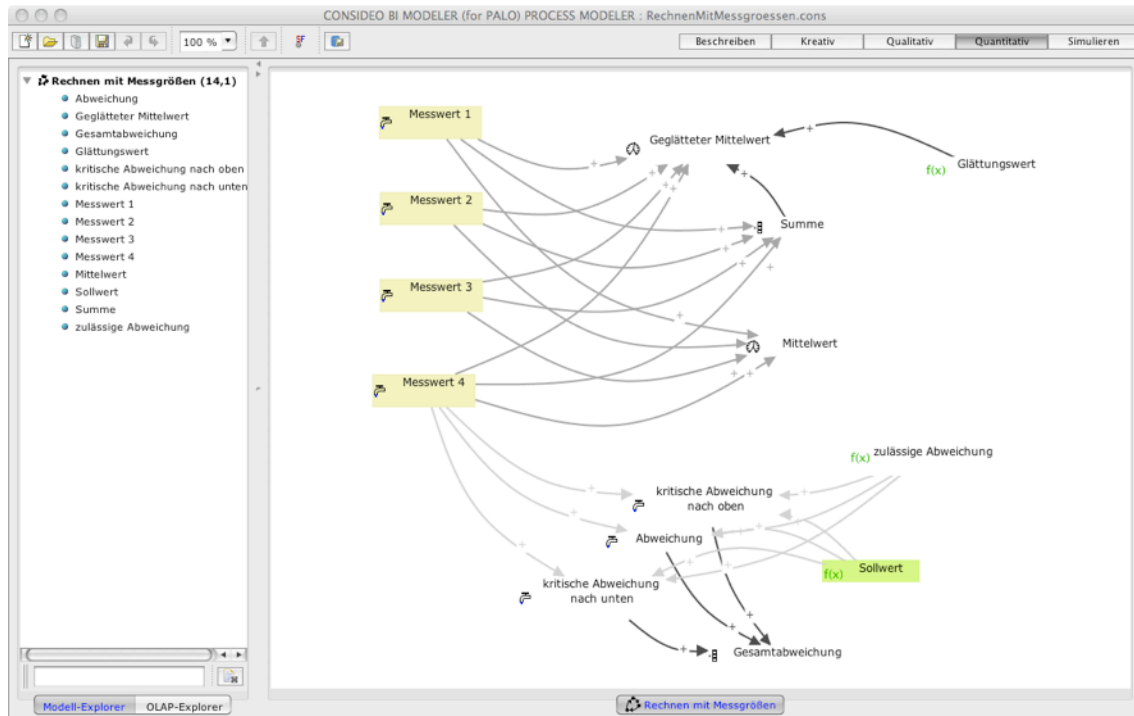 CONSIDEO BI MODELER (for PALO) PROCESS MODELER : RechnenMitMessgroessen.cons
100 %
Beschreiben
Kreativ
Qualitativ
Quantitativ
Simulieren
Rechnen mit Messgrößen (14,1)
Abweichung
Geglätteter Mittelwert
Gesamtabweichung
Glättungswert
kritische Abweichung nach oben
kritische Abweichung nach unten
Messwert 1
Messwert 2
Messwert 3
Messwert 4
Mittelwert
Sollwert
Summe
zulässige Abweichung
Modell-Explorer
OLAP-Explorer
Messwert 1
Geglätteter Mittelwert
f(x) Glättungswert
Messwert 2
Summe
Messwert 3
Mittelwert
Messwert 4
f(x) zulässige Abweichung
kritische Abweichung
nach oben
Abweichung
f(x) Sollwert
kritische Abweichung
nach unten
Gesamtabweichung
Rechnen mit Messgrößen